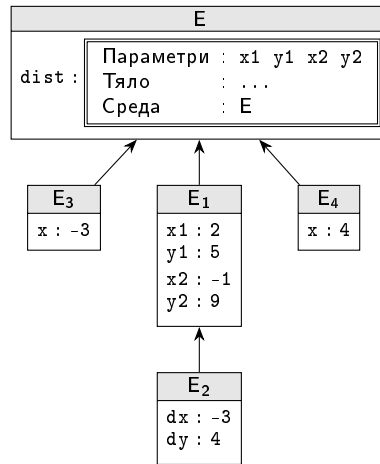 E
dist :
Параметри : x1 y1 x2 y2
Тяло : ...
Среда : E
E3
x : -3
E1
x1 : 2
y1 : 5
x2 : -1
y2 : 9
E4
x : 4
E2
dx : -3
dy : 4